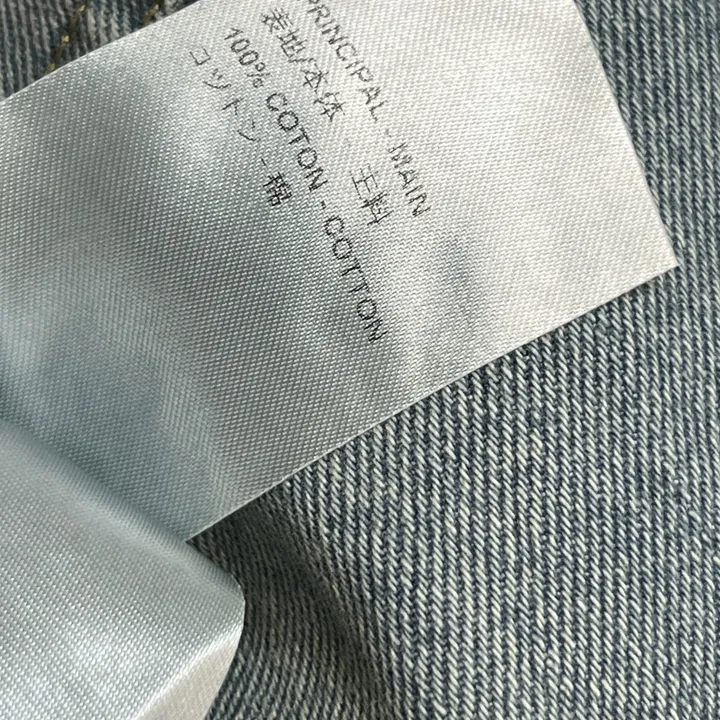 PRINCIPAL - MAIN
表地/本体 主料
100% COTON - COTTON
コットン - 棉